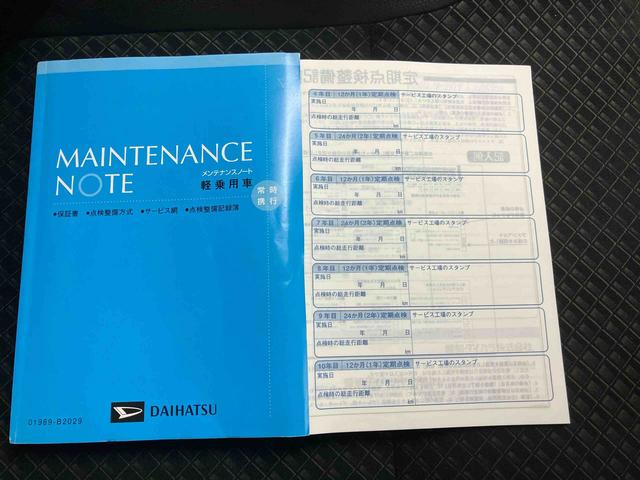 MAINTENANCE
NOTE
メンテナンスノート
軽乗用車
常時
携行
●保証書 ●点検整備方式 ●サービス網 ●点検整備記録簿
DAIHATSU
01989-B2029
4年目 12か月(1年)定期点検 サービス工場のスタンプ
実施日
年 月 日
点検時の総走行距離
km
5年目 24か月(2年)定期点検 サービス工場のスタンプ
実施日
年 月 日
点検時の総走行距離
km
6年目 12か月(1年)定期点検 サービス工場のスタンプ
実施日
年 月 日
点検時の総走行距離
km
7年目 24か月(2年)定期点検 サービス工場のスタンプ
実施日
年 月 日
点検時の総走行距離
km
8年目 12か月(1年)定期点検 サービス工場のスタンプ
実施日
年 月 日
点検時の総走行距離
km
9年目 24か月(2年)定期点検 サービス工場のスタンプ
実施日
年 月 日
点検時の総走行距離
km
10年目 12か月(1年)定期点検 サービス工場のスタンプ
実施日
年 月 日
点検時の総走行距離
km